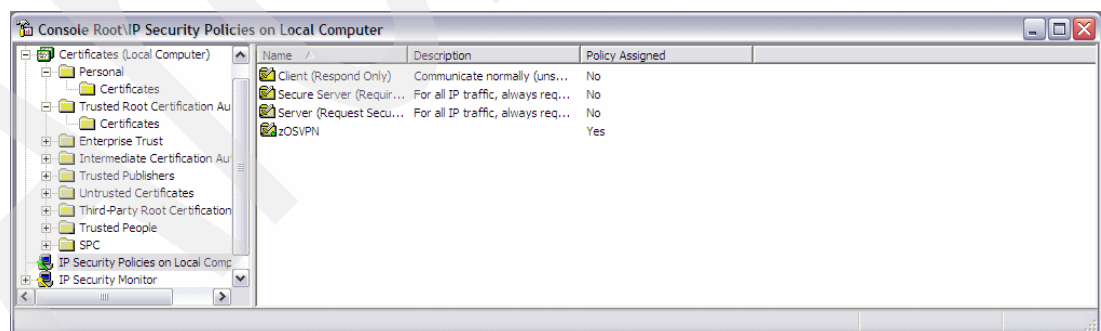 Console Root\IP Security Policies on Local Computer
Certificates (Local Computer)
Personal
Certificates
Trusted Root Certification Au
Certificates
Enterprise Trust
Intermediate Certification Au
Trusted Publishers
Untrusted Certificates
Third-Party Root Certification
Trusted People
SPC
IP Security Policies on Local Comp
IP Security Monitor
Name Description Policy Assigned
Client (Respond Only) Communicate normally (uns... No
Secure Server (Requir... For all IP traffic, always req... No
Server (Request Secu... For all IP traffic, always req... No
zOSVPN Yes